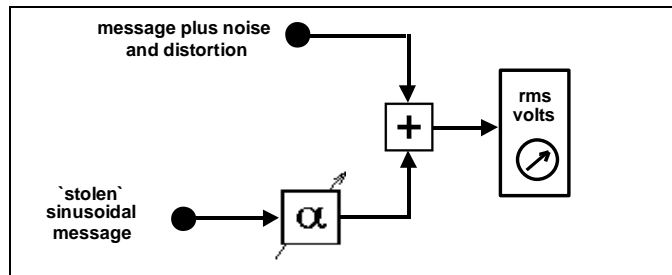 message plus noise
and distortion
rms
volts
+
`stolen`
sinusoidal
message
α